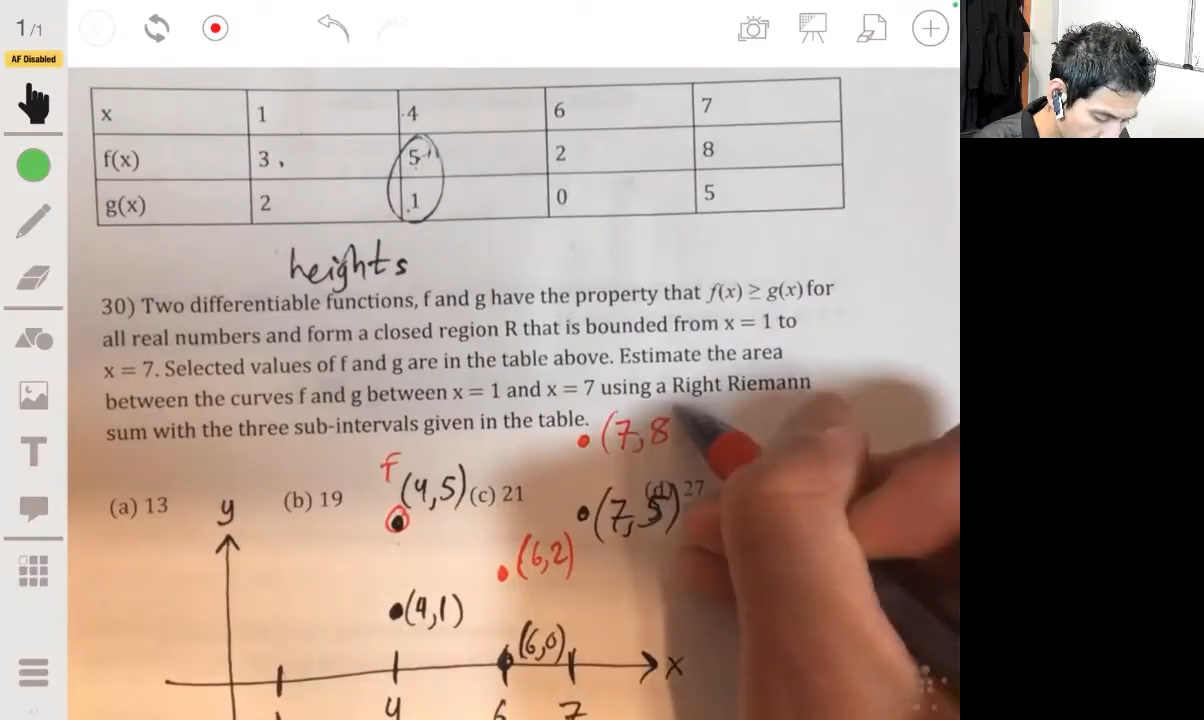 1/1
AF Disabled
x 1 4 6 7
f(x) 3 5 2 8
g(x) 2 1 0 5
heights
30) Two differentiable functions, f and g have the property that f(x) ≥ g(x) for
all real numbers and form a closed region R that is bounded from x = 1 to
x = 7. Selected values of f and g are in the table above. Estimate the area
between the curves f and g between x = 1 and x = 7 using a Right Riemann
sum with the three sub-intervals given in the table.
(7,8
f
(4,5)
(a) 13 (b) 19 (c) 21 (d) 27
y
(7,5)
(6,2)
(4,1)
(6,0)
x
4 6 7
T